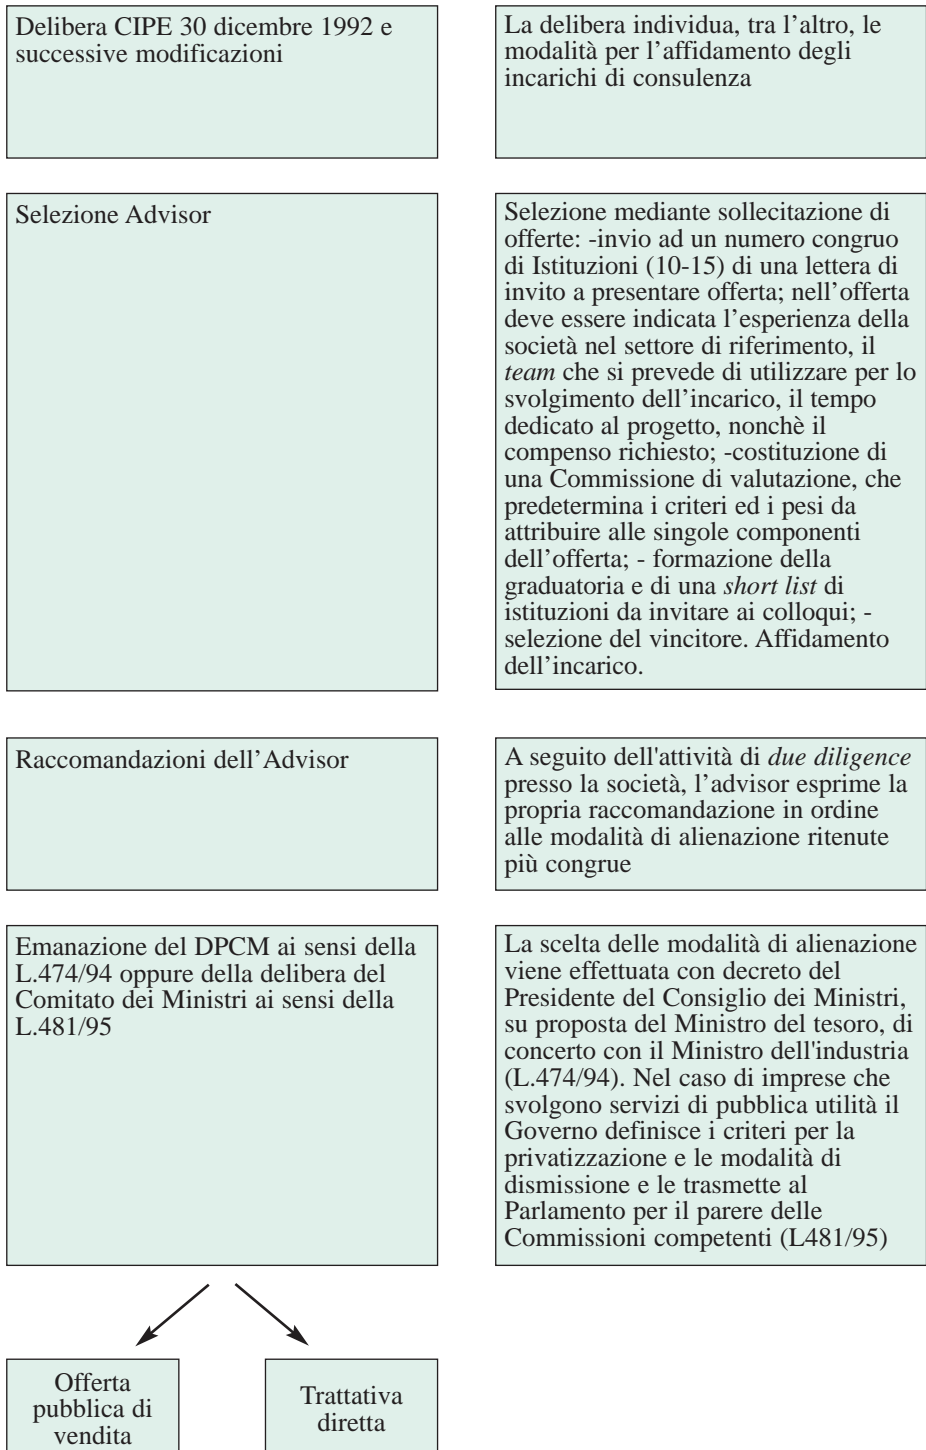 Delibera CIPE 30 dicembre 1992 e
successive modificazioni
La delibera individua, tra l’altro, le
modalità per l’affidamento degli
incarichi di consulenza
Selezione Advisor
Selezione mediante sollecitazione di
offerte: -invio ad un numero congruo
di Istituzioni (10-15) di una lettera di
invito a presentare offerta; nell’offerta
deve essere indicata l’esperienza della
società nel settore di riferimento, il
team che si prevede di utilizzare per lo
svolgimento dell’incarico, il tempo
dedicato al progetto, nonchè il
compenso richiesto; -costituzione di
una Commissione di valutazione, che
predetermina i criteri ed i pesi da
attribuire alle singole componenti
dell’offerta; - formazione della
graduatoria e di una short list di
istituzioni da invitare ai colloqui; -
selezione del vincitore. Affidamento
dell’incarico.
Raccomandazioni dell’Advisor
A seguito dell'attività di due diligence
presso la società, l’advisor esprime la
propria raccomandazione in ordine
alle modalità di alienazione ritenute
più congrue
Emanazione del DPCM ai sensi della
L.474/94 oppure della delibera del
Comitato dei Ministri ai sensi della
L.481/95
La scelta delle modalità di alienazione
viene effettuata con decreto del
Presidente del Consiglio dei Ministri,
su proposta del Ministro del tesoro, di
concerto con il Ministro dell'industria
(L.474/94). Nel caso di imprese che
svolgono servizi di pubblica utilità il
Governo definisce i criteri per la
privatizzazione e le modalità di
dismissione e le trasmette al
Parlamento per il parere delle
Commissioni competenti (L481/95)
Offerta
pubblica di
vendita
Trattativa
diretta